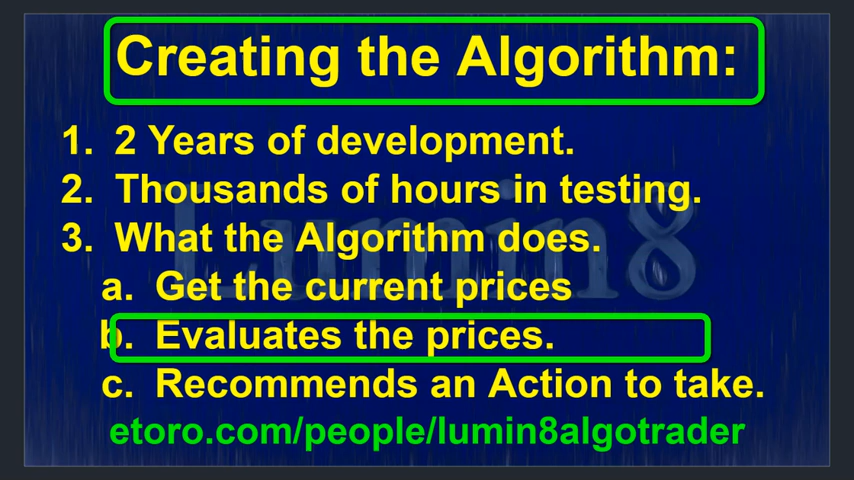 Creating the Algorithm:
1. 2 Years of development.
2. Thousands of hours in testing.
3. What the Algorithm does.
a. Get the current prices
b. Evaluates the prices.
c. Recommends an Action to take.
etoro.com/people/lumin8algotrader
Lumin8